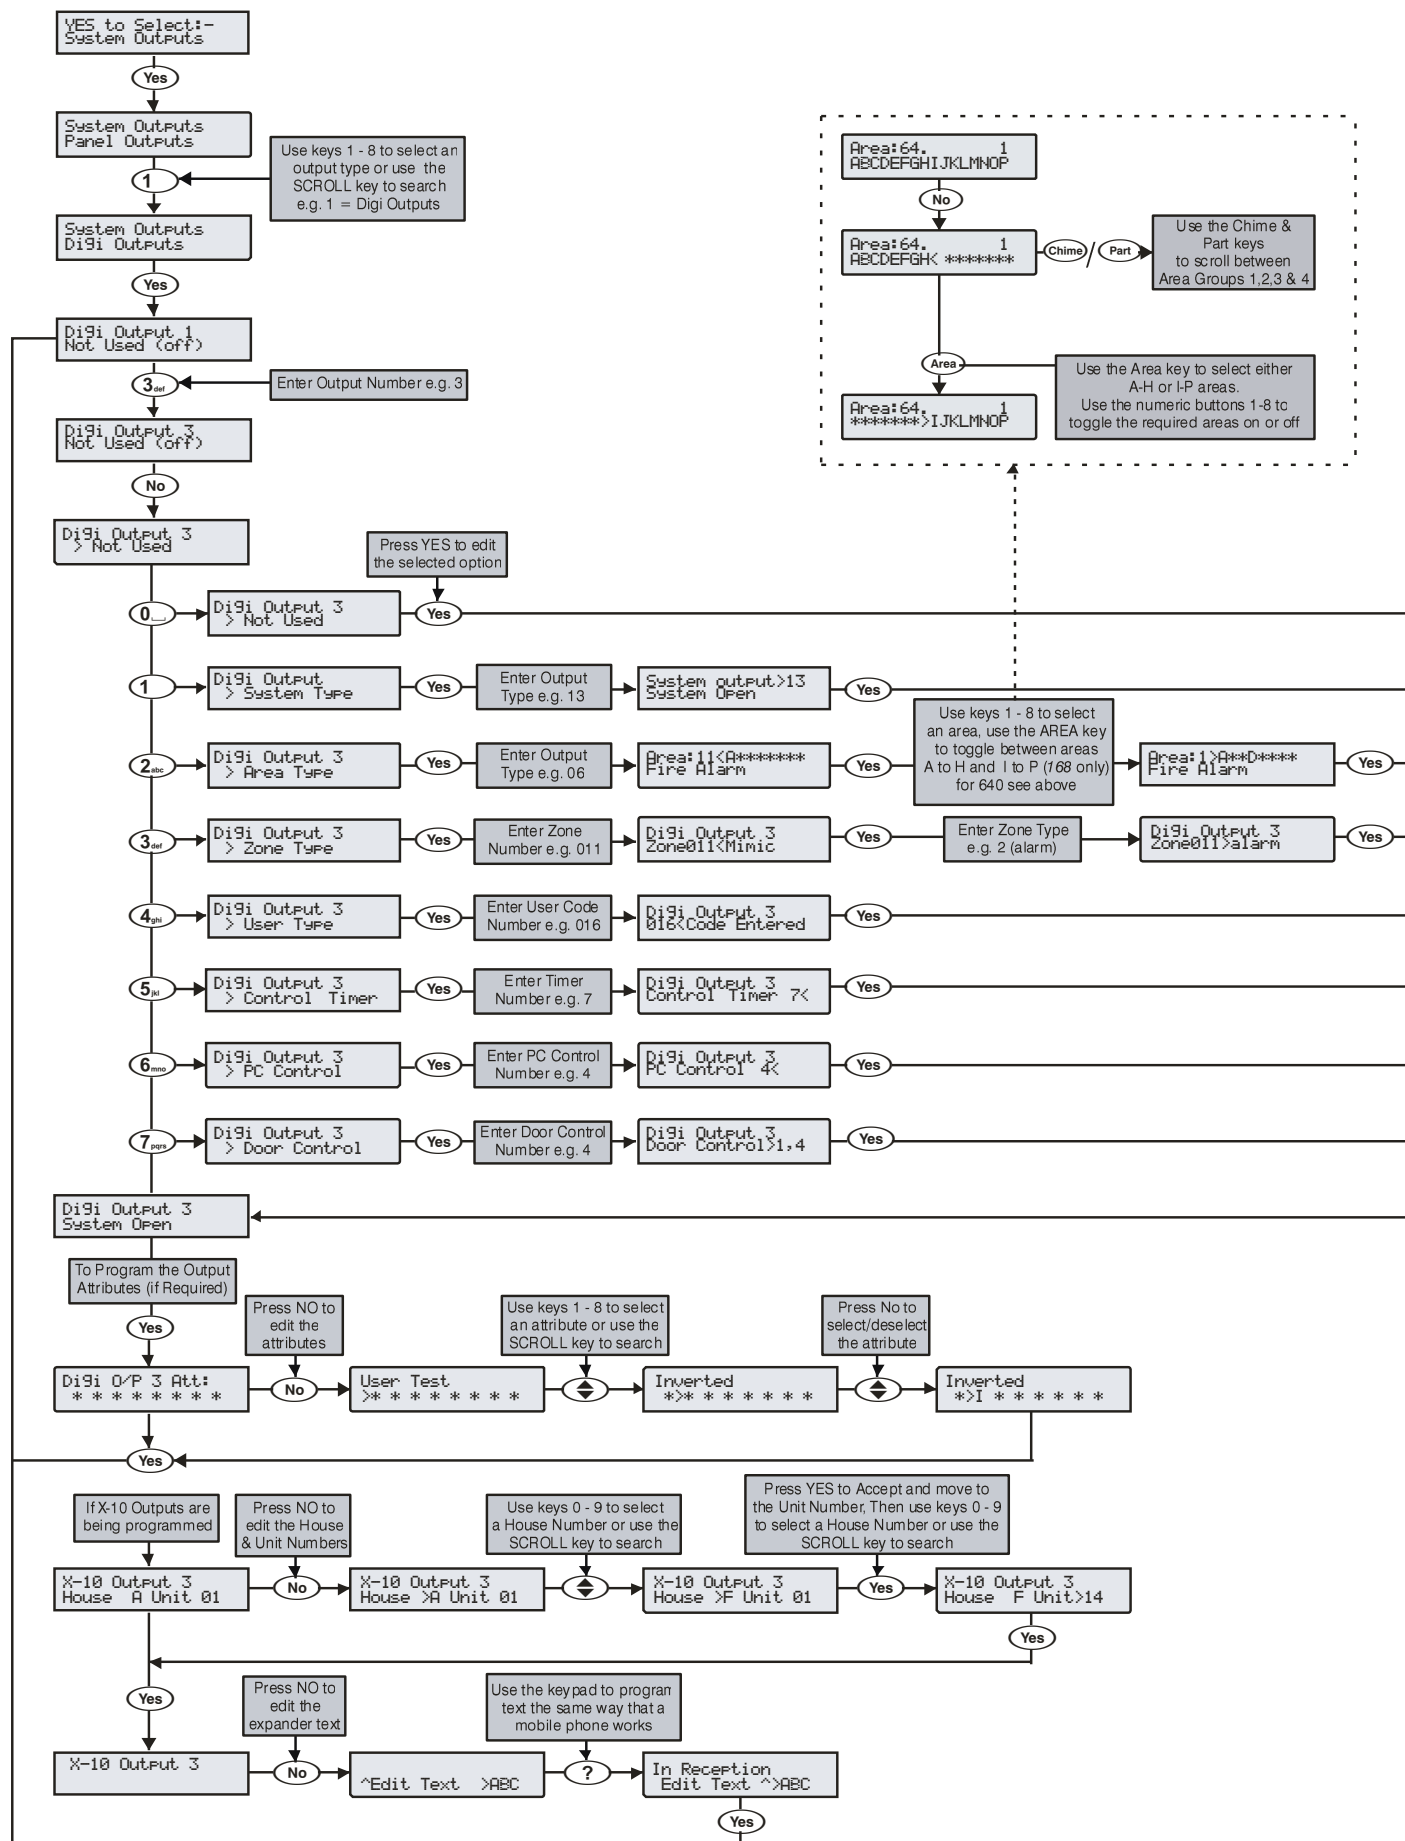 YES to Select:-
System Outputs
Yes
System Outputs
Panel Outputs
Use keys 1 - 8 to select an
output type or use the
SCROLL key to search
e.g. 1 = Digi Outputs
1
System Outputs
Digi Outputs
Yes
Digi Output 1
Not Used (off)
3def
Enter Output Number e.g. 3
Digi Output 3
Not Used (off)
No
Digi Output 3
> Not Used
Area:64. 1
ABCDEFGHIJKLMNOP
No
Area:64. 1
ABCDEFGH< *******
Chime / Part
Use the Chime &
Part keys
to scroll between
Area Groups 1,2,3 & 4
Area
Use the Area key to select either
A-H or I-P areas.
Use the numeric buttons 1-8 to
toggle the required areas on or off
Area:64. 1
*******>IJKLMNOP
Press YES to edit
the selected option
0
Digi Output 3
> Not Used
Yes
1
Digi Output
> System Type
Yes
Enter Output
Type e.g. 13
System output>13
System Open
Yes
2abc
Digi Output 3
> Area Type
Yes
Enter Output
Type e.g. 06
Area:11<A*******
Fire Alarm
Yes
Use keys 1 - 8 to select
an area, use the AREA key
to toggle between areas
A to H and I to P (168 only)
for 640 see above
Area:1>A**D****
Fire Alarm
Yes
3def
Digi Output 3
> Zone Type
Yes
Enter Zone
Number e.g. 011
Digi Output 3
Zone011<Mimic
Yes
Enter Zone Type
e.g. 2 (alarm)
Digi Output 3
Zone011>alarm
Yes
4ghi
Digi Output 3
> User Type
Yes
Enter User Code
Number e.g. 016
Digi Output 3
016<Code Entered
Yes
5jkl
Digi Output 3
> Control Timer
Yes
Enter Timer
Number e.g. 7
Digi Output 3
Control Timer 7<
Yes
6mno
Digi Output 3
> PC Control
Yes
Enter PC Control
Number e.g. 4
Digi Output 3
PC Control 4<
Yes
7pqrs
Digi Output 3
> Door Control
Yes
Enter Door Control
Number e.g. 4
Digi Output 3
Door Control>1,4
Yes
Digi Output 3
System Open
To Program the Output
Attributes (if Required)
Yes
Press NO to
edit the
attributes
Use keys 1 - 8 to select
an attribute or use the
SCROLL key to search
Press No to
select/deselect
the attribute
Digi O/P 3 Att:
* * * * * * * *
No
User Test
>* * * * * * * *
Inverted
*>* * * * * * *
Inverted
*>I * * * * * *
Yes
If X-10 Outputs are
being programmed
Press NO to
edit the House
& Unit Numbers
Use keys 0 - 9 to select
a House Number or use the
SCROLL key to search
Press YES to Accept and move to
the Unit Number, Then use keys 0 - 9
to select a House Number or use the
SCROLL key to search
X-10 Output 3
House A Unit 01
No
X-10 Output 3
House >A Unit 01
X-10 Output 3
House >F Unit 01
Yes
X-10 Output 3
House F Unit>14
Yes
Yes
Press NO to
edit the
expander text
Use the keypad to program
text the same way that a
mobile phone works
X-10 Output 3
No
^Edit Text >ABC
?
In Reception
Edit Text ^>ABC
Yes